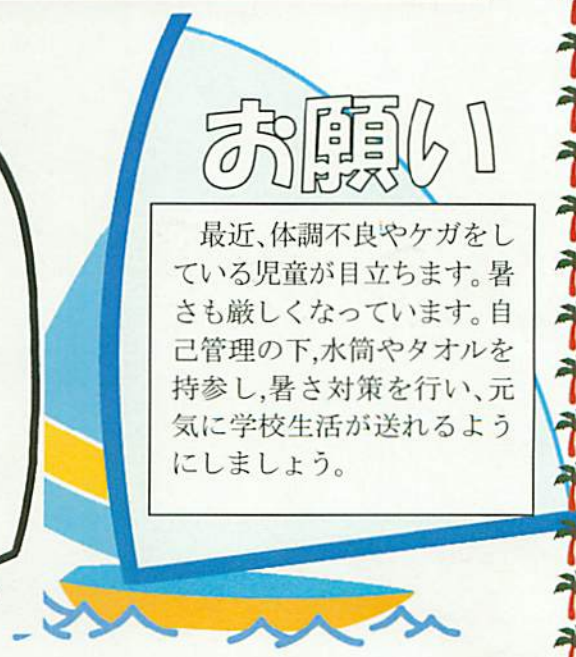 お願い
最近、体調不良やケガをし
ている児童が目立ちます。暑
さも厳しくなっています。自
己管理の下,水筒やタオルを
持参し,暑さ対策を行い、元
気に学校生活が送れるよう
にしましょう。